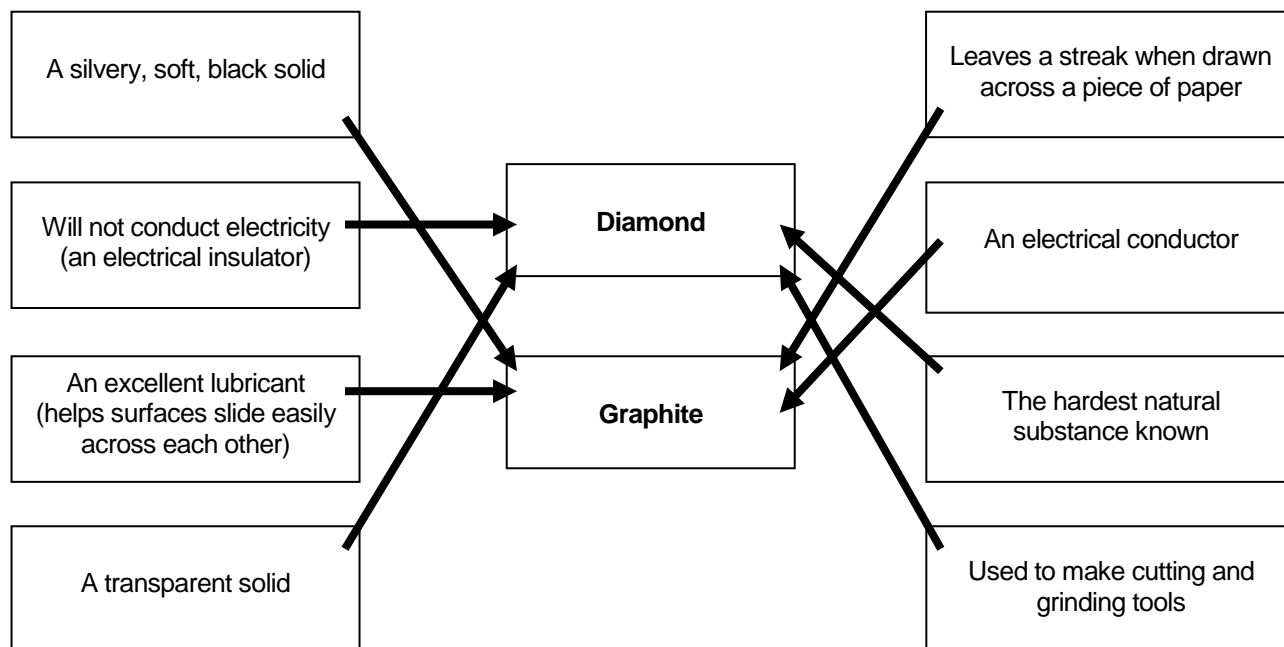 A silvery, soft, black solid
Will not conduct electricity
(an electrical insulator)
An excellent lubricant
(helps surfaces slide easily
across each other)
A transparent solid
Diamond
Graphite
Leaves a streak when drawn
across a piece of paper
An electrical conductor
The hardest natural
substance known
Used to make cutting and
grinding tools